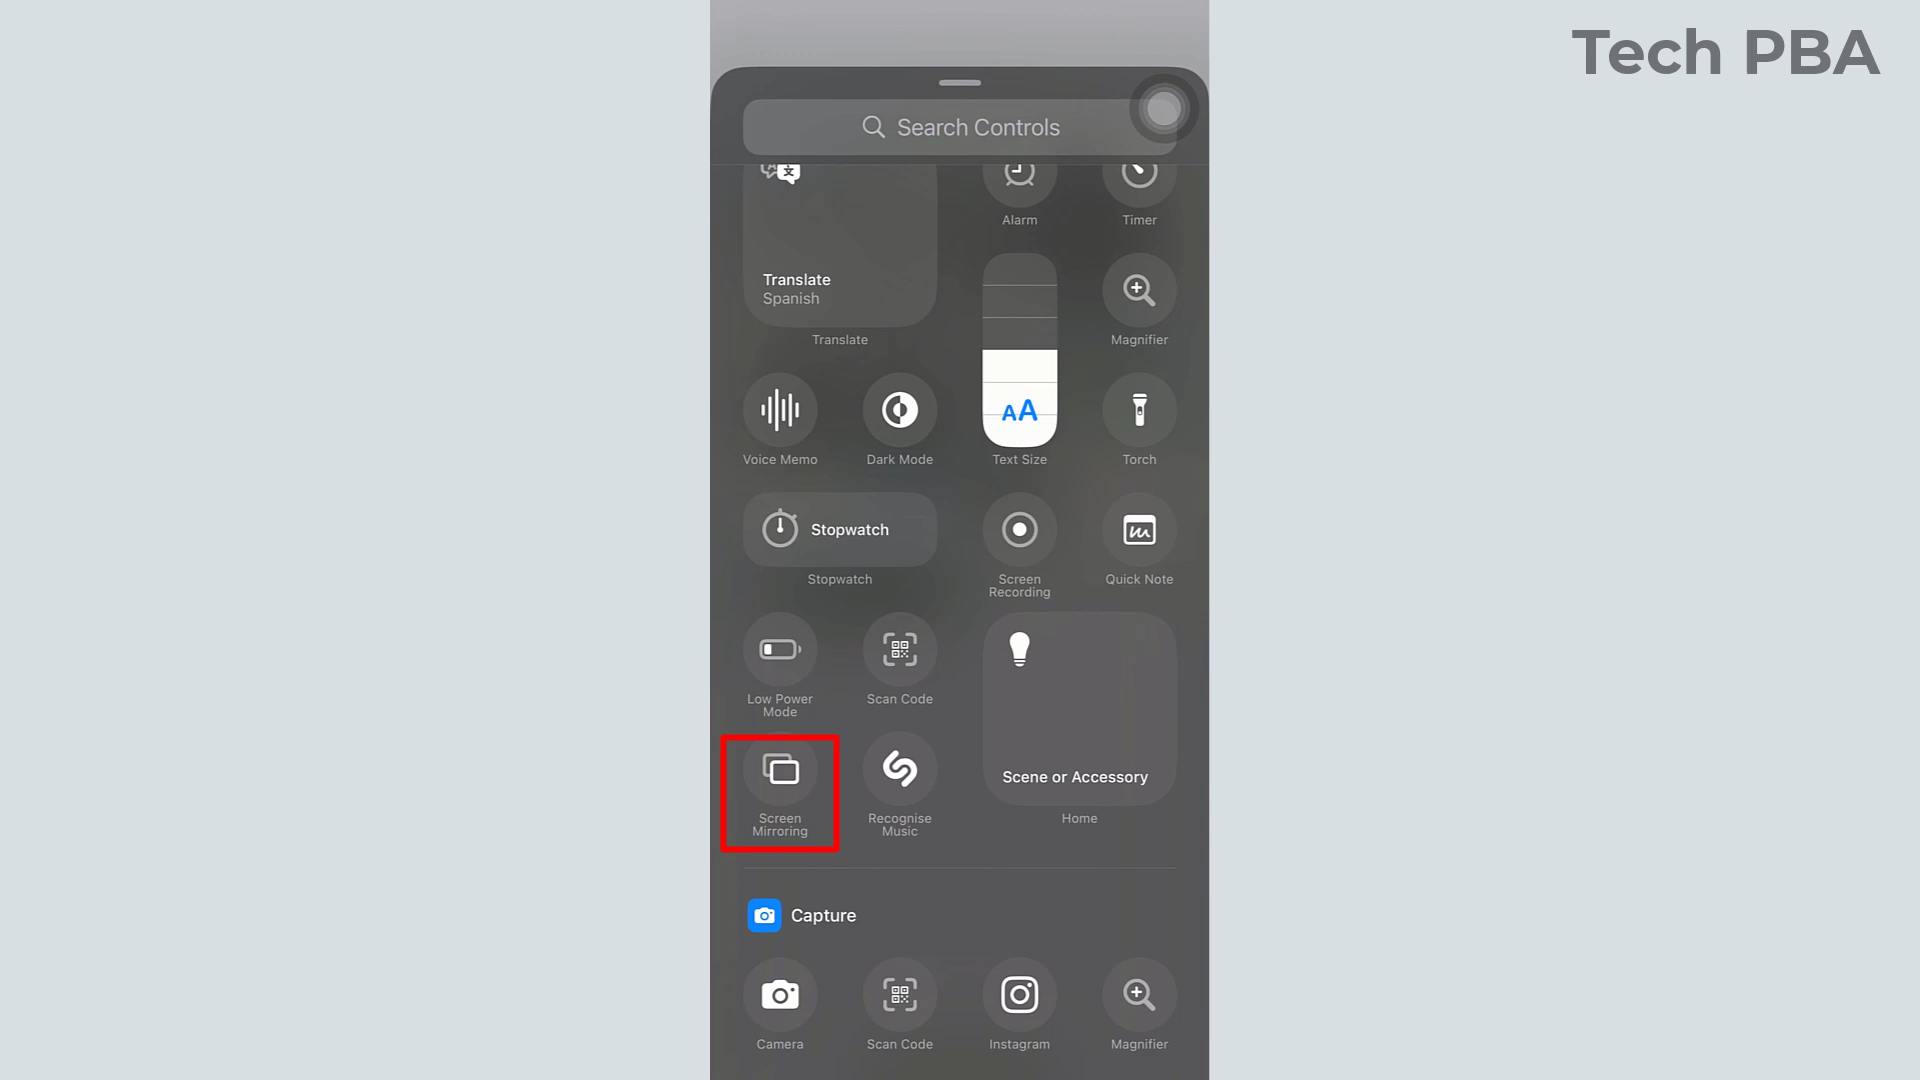 Tech PBA
Search Controls
Alarm
Timer
Translate
Spanish
Translate
Magnifier
AA
Voice Memo
Dark Mode
Text Size
Torch
Stopwatch
Stopwatch
Screen
Recording
Quick Note
Low Power
Mode
Scan Code
Scene or Accessory
Screen
Mirroring
Recognise
Music
Home
Capture
Camera
Scan Code
Instagram
Magnifier